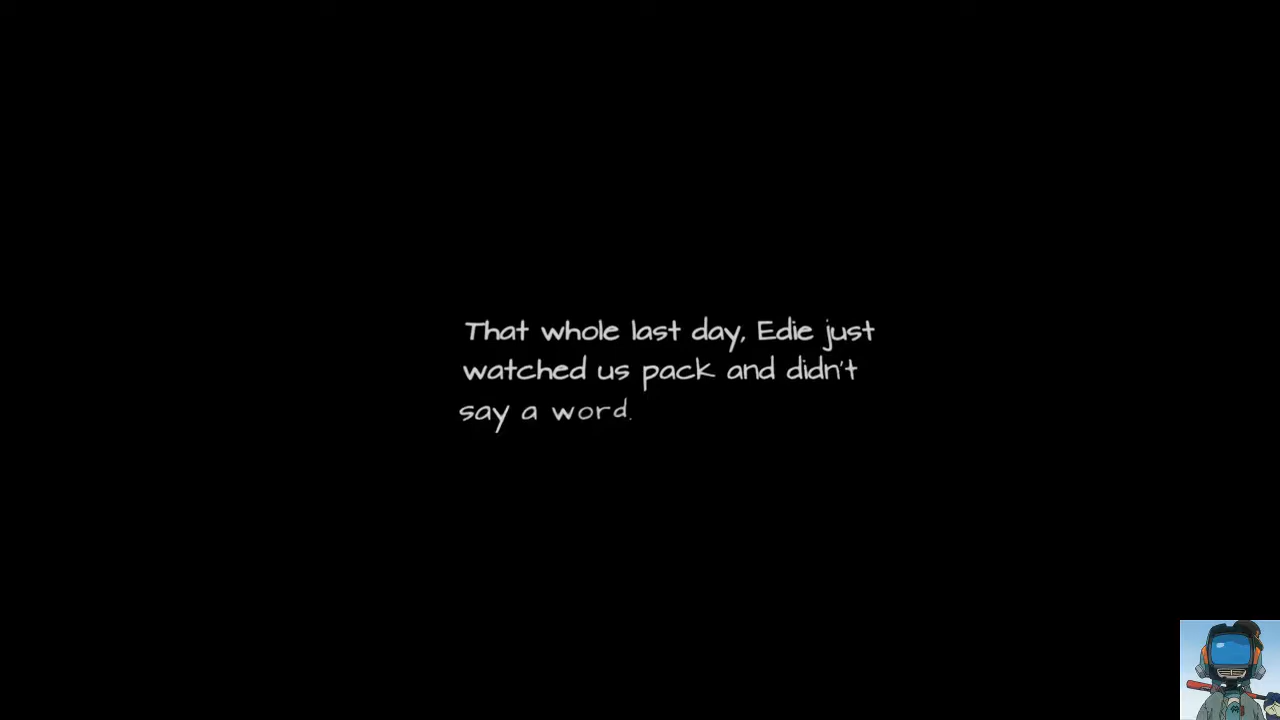 That whole last day, Edie just
watched us pack and didn't
say a word.